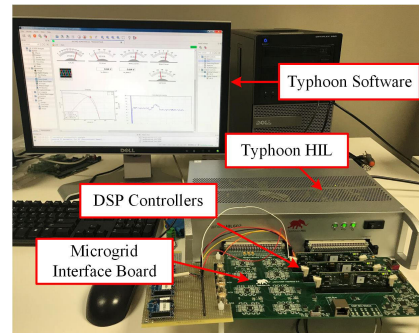 Typhoon Software
Typhoon HIL
DSP Controllers
Microgrid
Interface Board
DELL